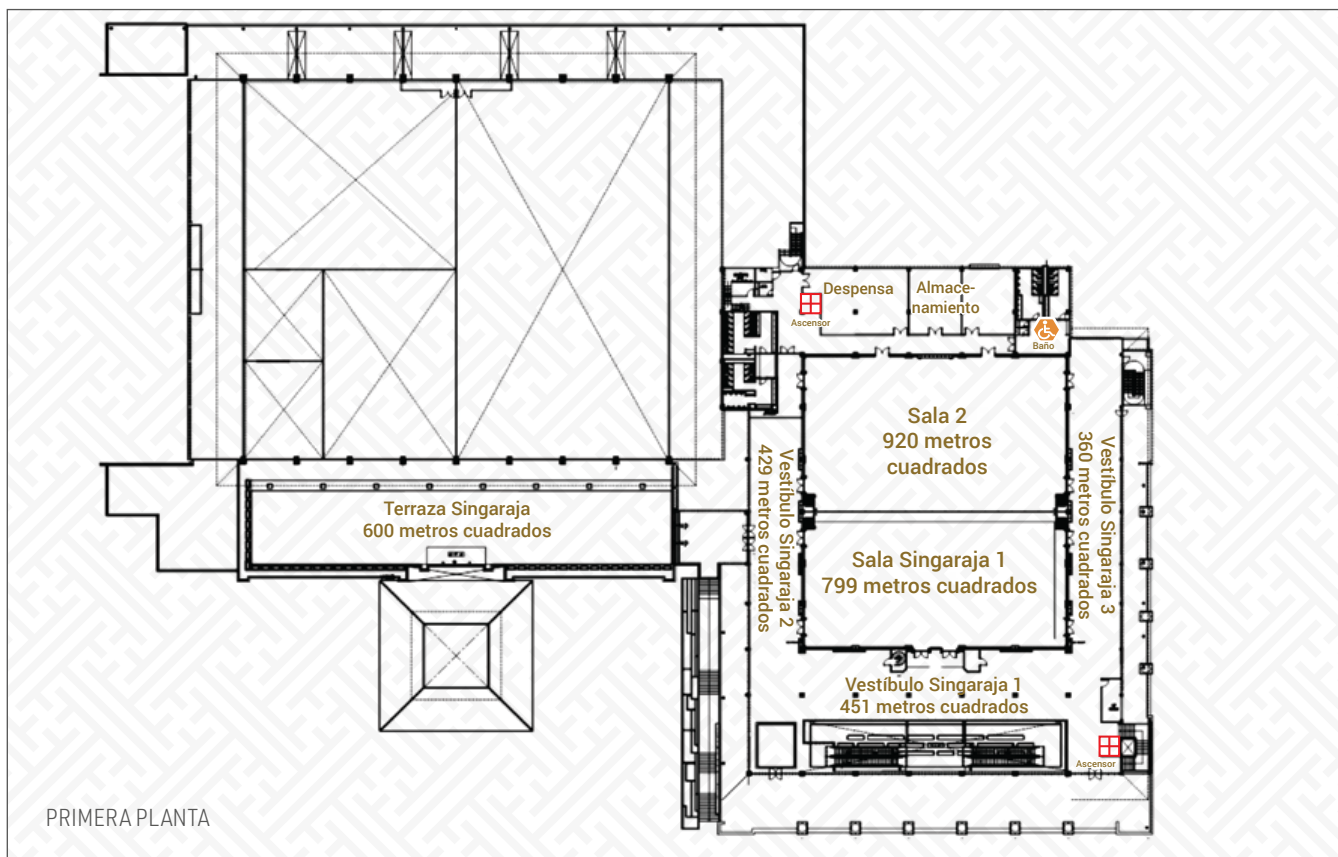 Despensa
Almace-
namiento
Ascensor
Baño
Sala 2
920 metros
cuadrados
Vestíbulo Singaraja 2
429 metros cuadrados
Vestíbulo Singaraja 3
360 metros cuadrados
Terraza Singaraja
600 metros cuadrados
Sala Singaraja 1
799 metros cuadrados
Vestíbulo Singaraja 1
451 metros cuadrados
Ascensor
PRIMERA PLANTA